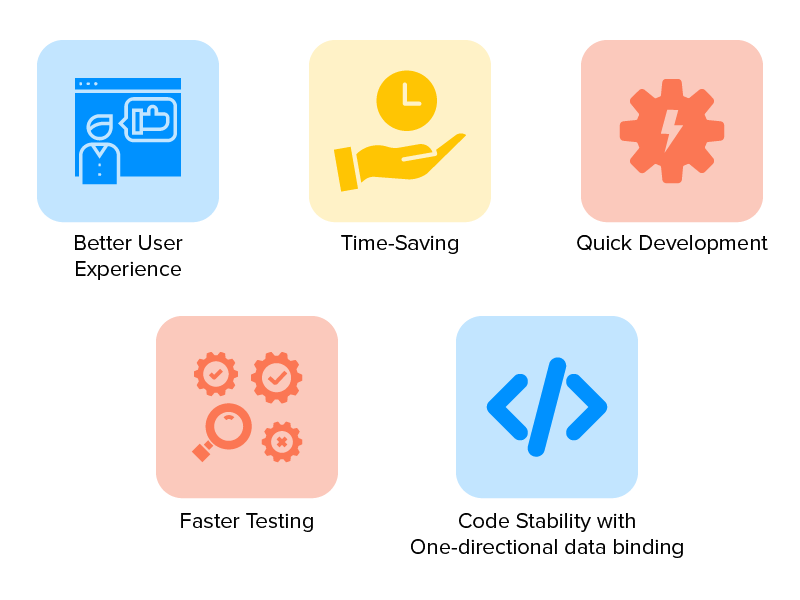 Better User
Experience
Time-Saving
Quick Development
Faster Testing
Code Stability with
One-directional data binding